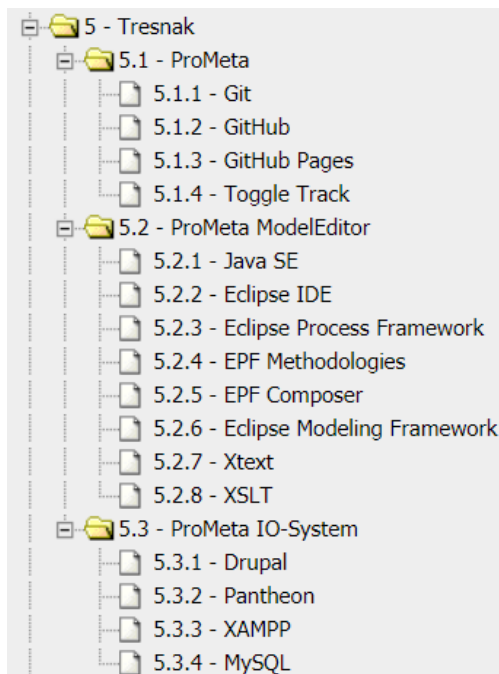 5 - Tresnak
5.1 - ProMeta
5.1.1 - Git
5.1.2 - GitHub
5.1.3 - GitHub Pages
5.1.4 - Toggle Track
5.2 - ProMeta ModelEditor
5.2.1 - Java SE
5.2.2 - Eclipse IDE
5.2.3 - Eclipse Process Framework
5.2.4 - EPF Methodologies
5.2.5 - EPF Composer
5.2.6 - Eclipse Modeling Framework
5.2.7 - Xtext
5.2.8 - XSLT
5.3 - ProMeta IO-System
5.3.1 - Drupal
5.3.2 - Pantheon
5.3.3 - XAMPP
5.3.4 - MySQL